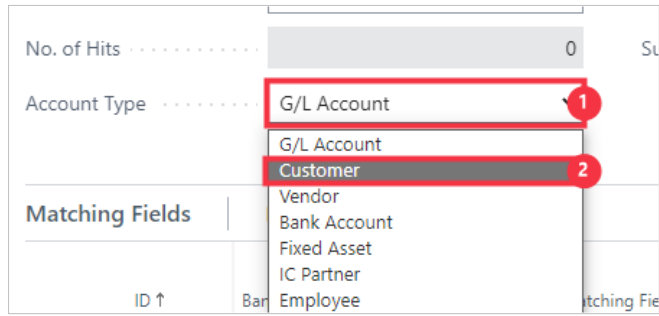 No. of Hits 0 Su
Account Type G/L Account 1
G/L Account
Customer 2
Vendor
Matching Fields
Bank Account
Fixed Asset
IC Partner
ID ↑ Ban Employee tching Fie